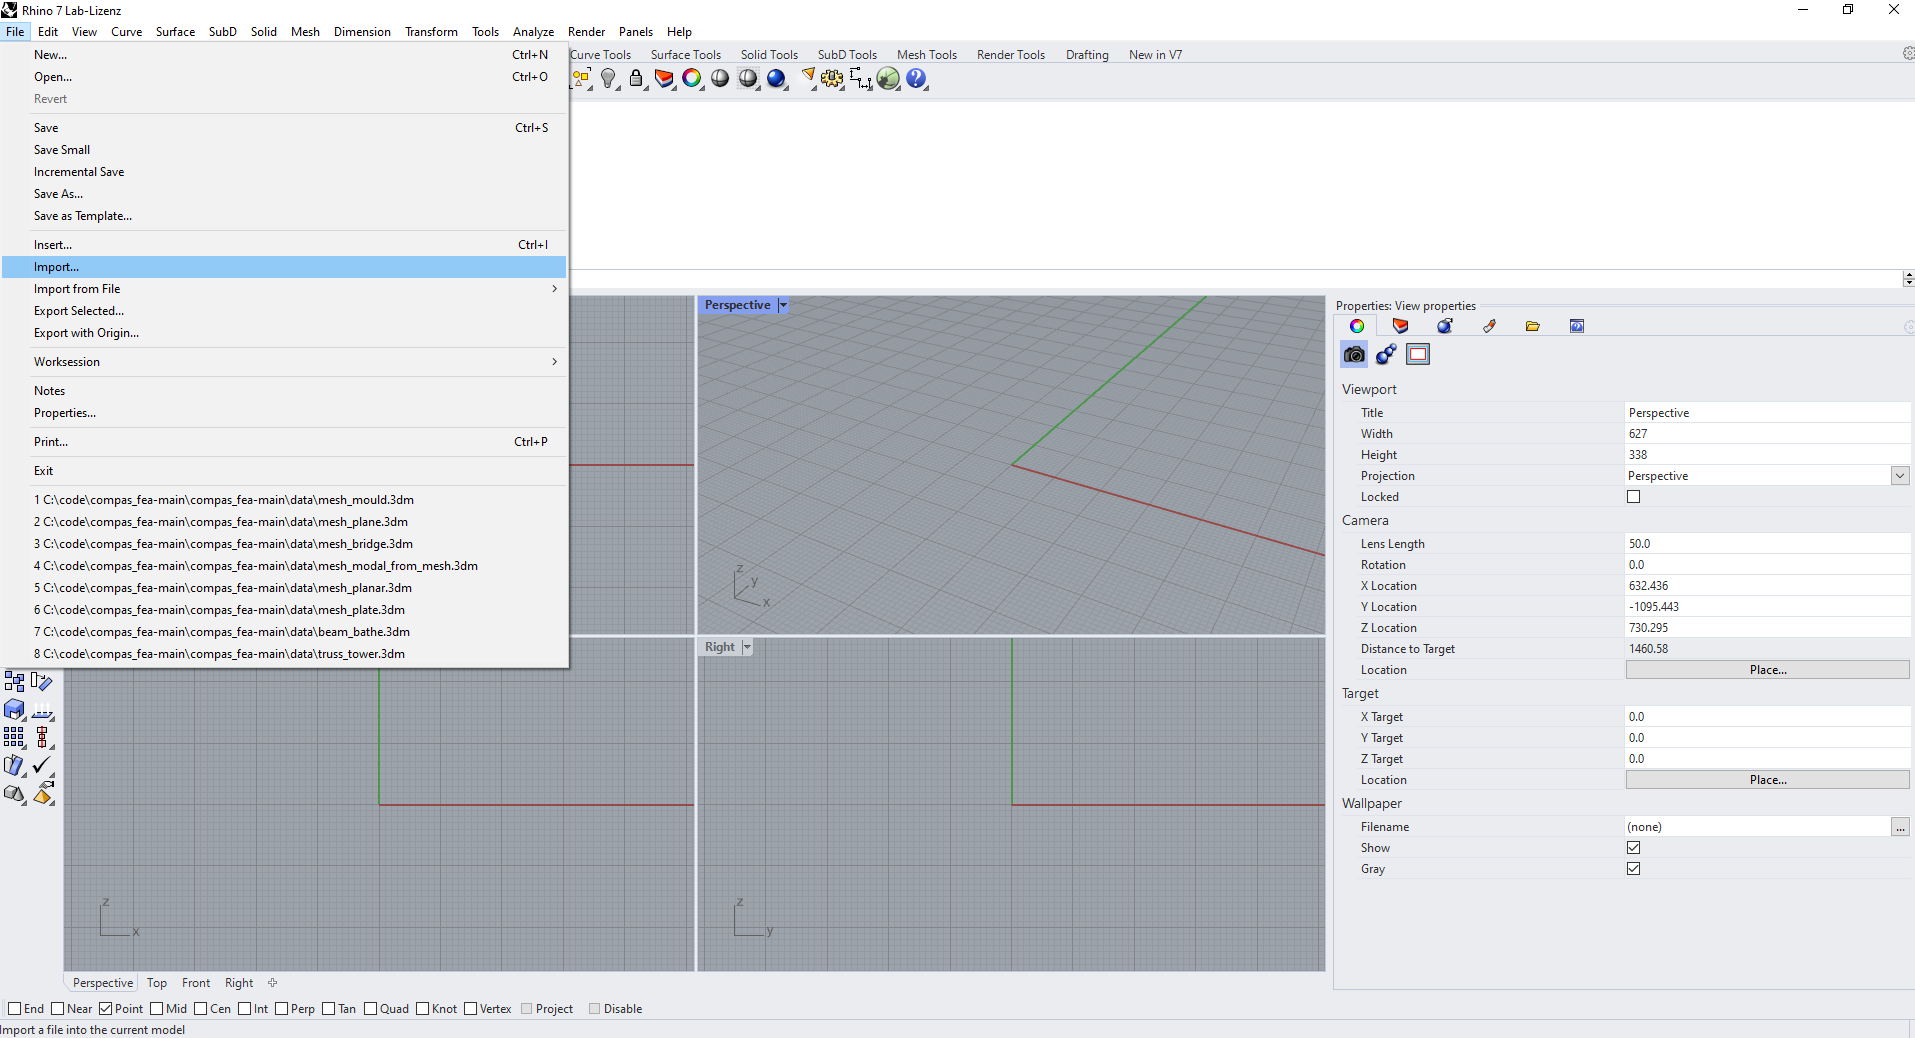 Rhino 7 Lab-Lizenz
File Edit View Curve Surface SubD Solid Mesh Dimension Transform Tools Analyze Render Panels Help
New... Ctrl+N
Open... Ctrl+O
Revert
Save Ctrl+S
Save Small
Incremental Save
Save As...
Save as Template...
Insert... Ctrl+I
Import...
Import from File
Export Selected...
Export with Origin...
Worksession
Notes
Properties...
Print... Ctrl+P
Exit
1 C:\code\compas_fea-main\compas_fea-main\data\mesh_mould.3dm
2 C:\code\compas_fea-main\compas_fea-main\data\mesh_plane.3dm
3 C:\code\compas_fea-main\compas_fea-main\data\mesh_bridge.3dm
4 C:\code\compas_fea-main\compas_fea-main\data\mesh_modal_from_mesh.3dm
5 C:\code\compas_fea-main\compas_fea-main\data\mesh_planar.3dm
6 C:\code\compas_fea-main\compas_fea-main\data\mesh_plate.3dm
7 C:\code\compas_fea-main\compas_fea-main\data\beam_bathe.3dm
8 C:\code\compas_fea-main\compas_fea-main\data\truss_tower.3dm
Curve Tools Surface Tools Solid Tools SubD Tools Mesh Tools Render Tools Drafting New in V7
Perspective
z
y
x
Right
z
x
z
y
Properties: View properties
Viewport
Title Perspective
Width 627
Height 338
Projection Perspective
Locked
Camera
Lens Length 50.0
Rotation 0.0
X Location 632.436
Y Location -1095.443
Z Location 730.295
Distance to Target 1460.58
Location Place...
Target
X Target 0.0
Y Target 0.0
Z Target 0.0
Location Place...
Wallpaper
Filename (none) ...
Show
Gray
Perspective Top Front Right
End Near Point Mid Cen Int Perp Tan Quad Knot Vertex Project Disable
Import a file into the current model